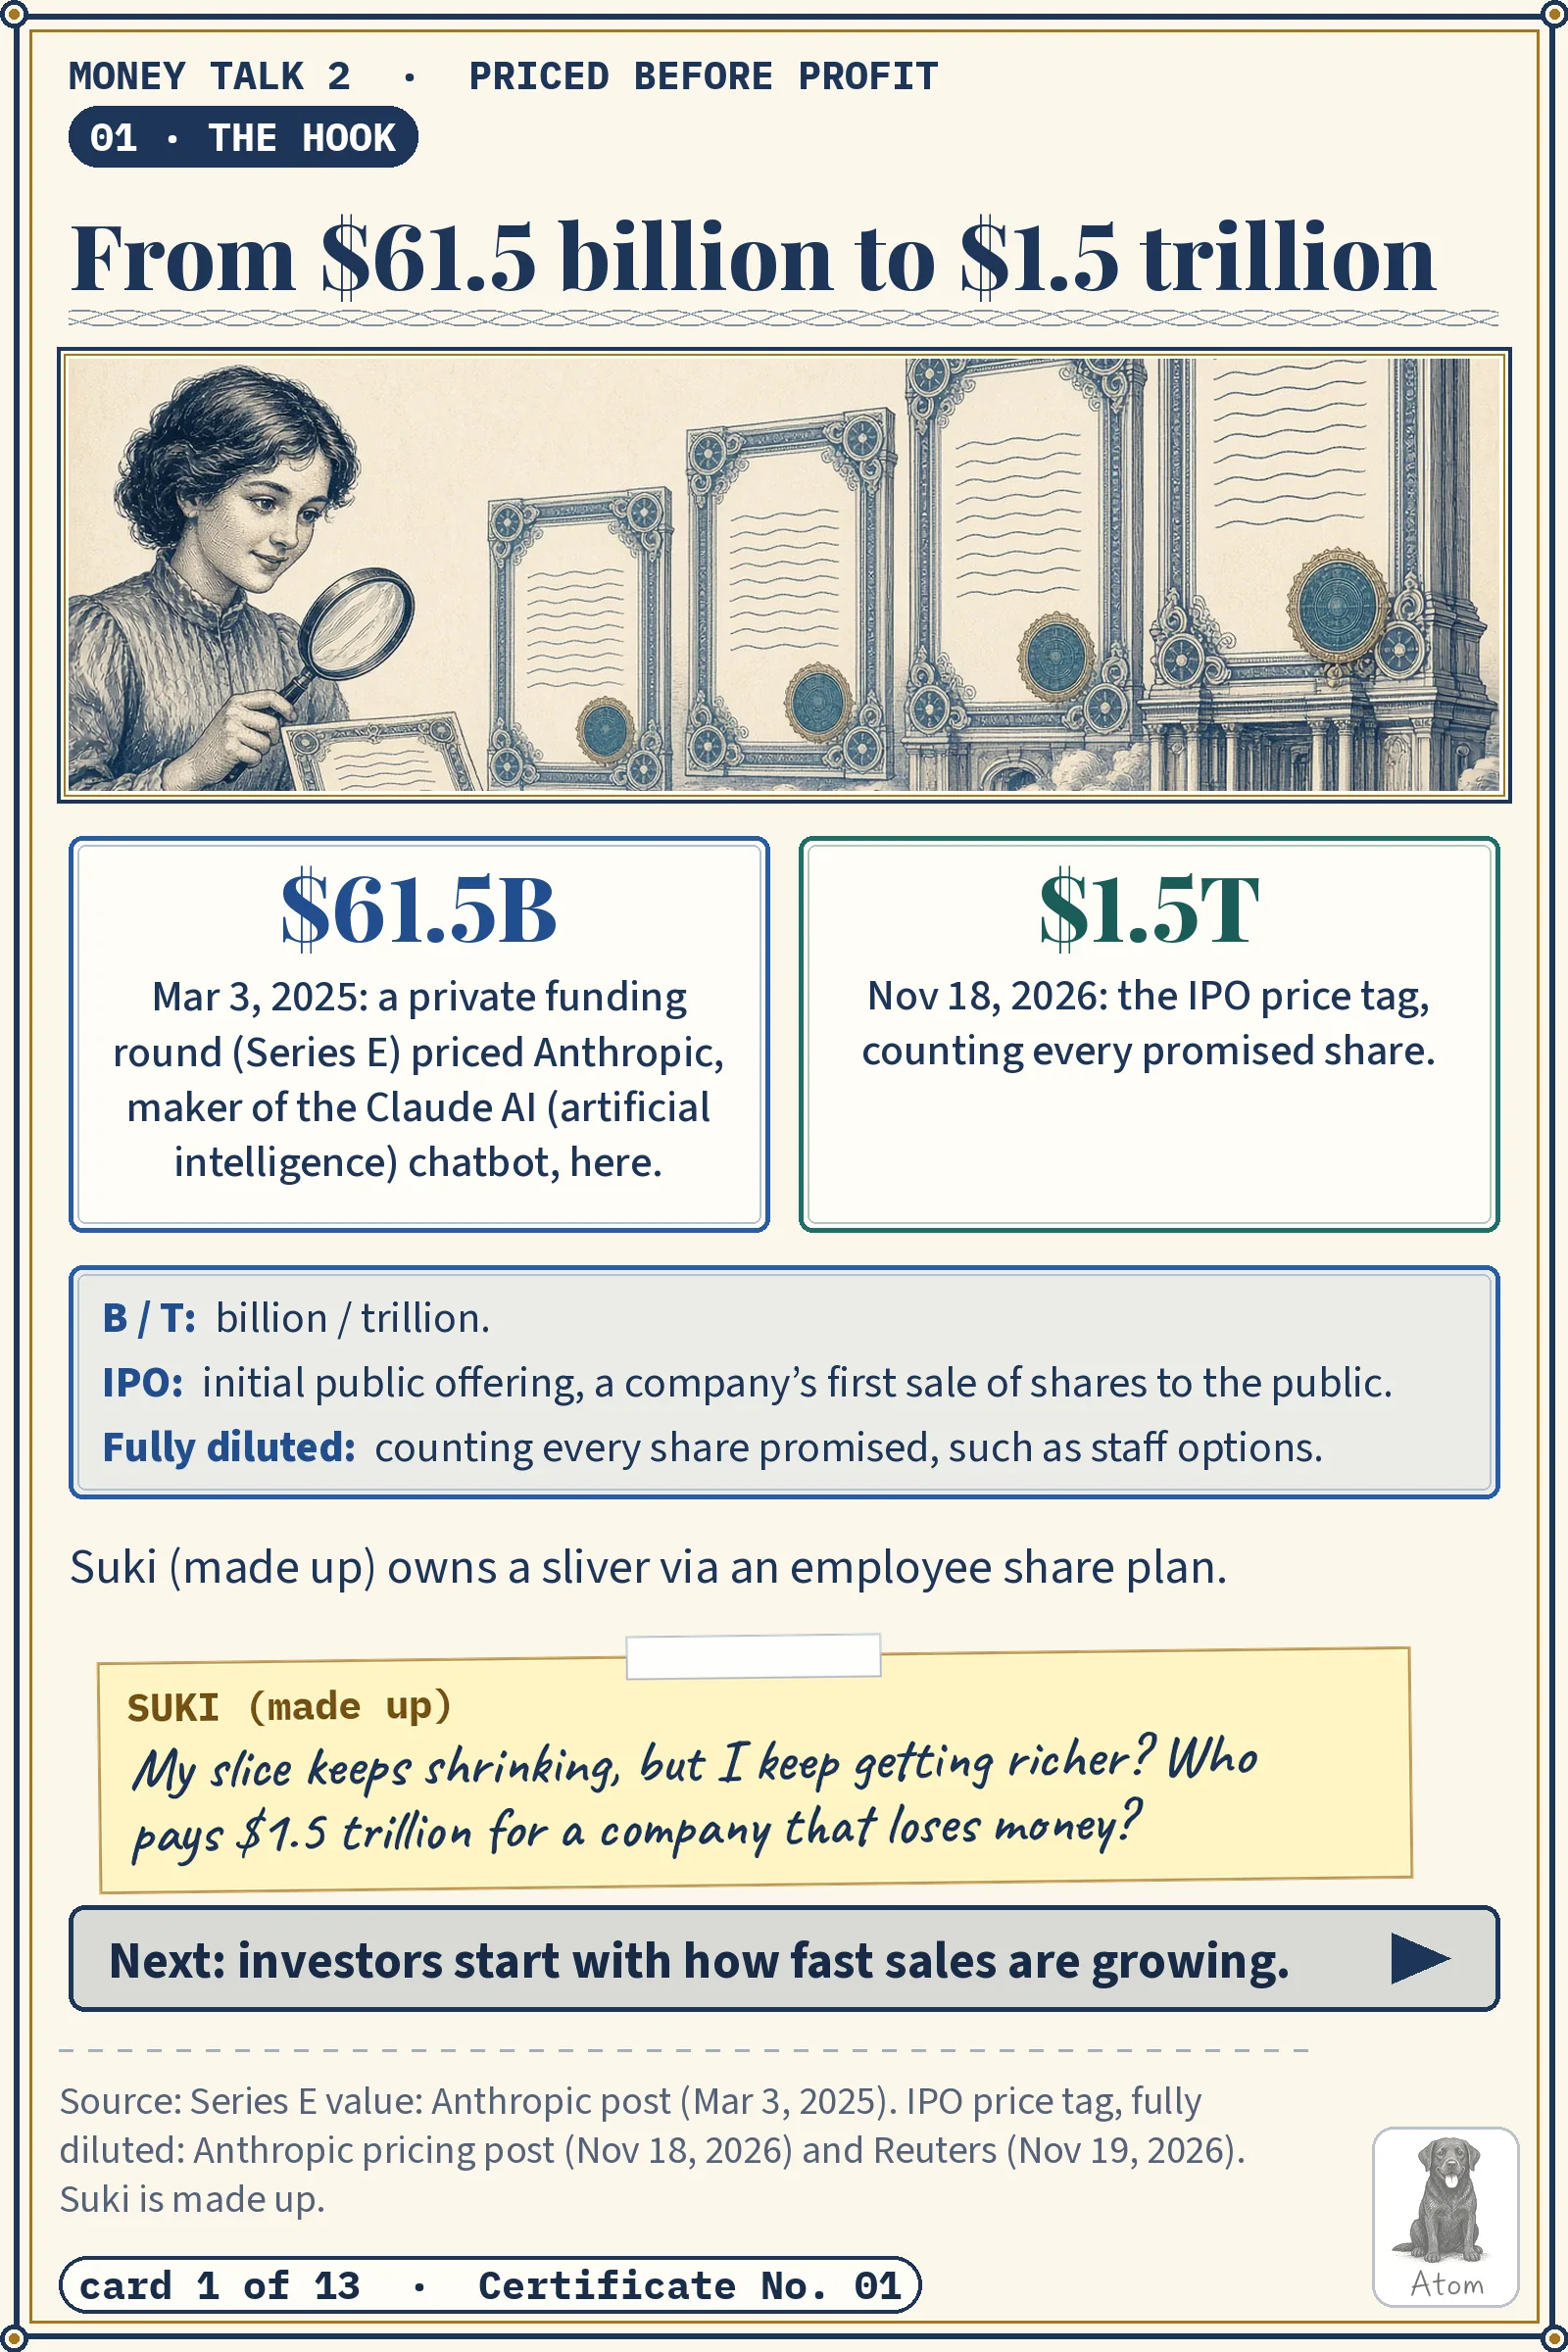 MONEY TALK 2 · PRICED BEFORE PROFIT
01 · THE HOOK
From $61.5 billion to $1.5 trillion
$61.5B
Mar 3, 2025: a private funding
round (Series E) priced Anthropic,
maker of the Claude AI (artificial
intelligence) chatbot, here.
$1.5T
Nov 18, 2026: the IPO price tag,
counting every promised share.
B / T: billion / trillion.
IPO: initial public offering, a company’s first sale of shares to the public.
Fully diluted: counting every share promised, such as staff options.
Suki (made up) owns a sliver via an employee share plan.
SUKI (made up)
My slice keeps shrinking, but I keep getting richer? Who
pays $1.5 trillion for a company that loses money?
Next: investors start with how fast sales are growing.
Source: Series E value: Anthropic post (Mar 3, 2025). IPO price tag, fully
diluted: Anthropic pricing post (Nov 18, 2026) and Reuters (Nov 19, 2026).
Suki is made up.
Atom
card 1 of 13 · Certificate No. 01